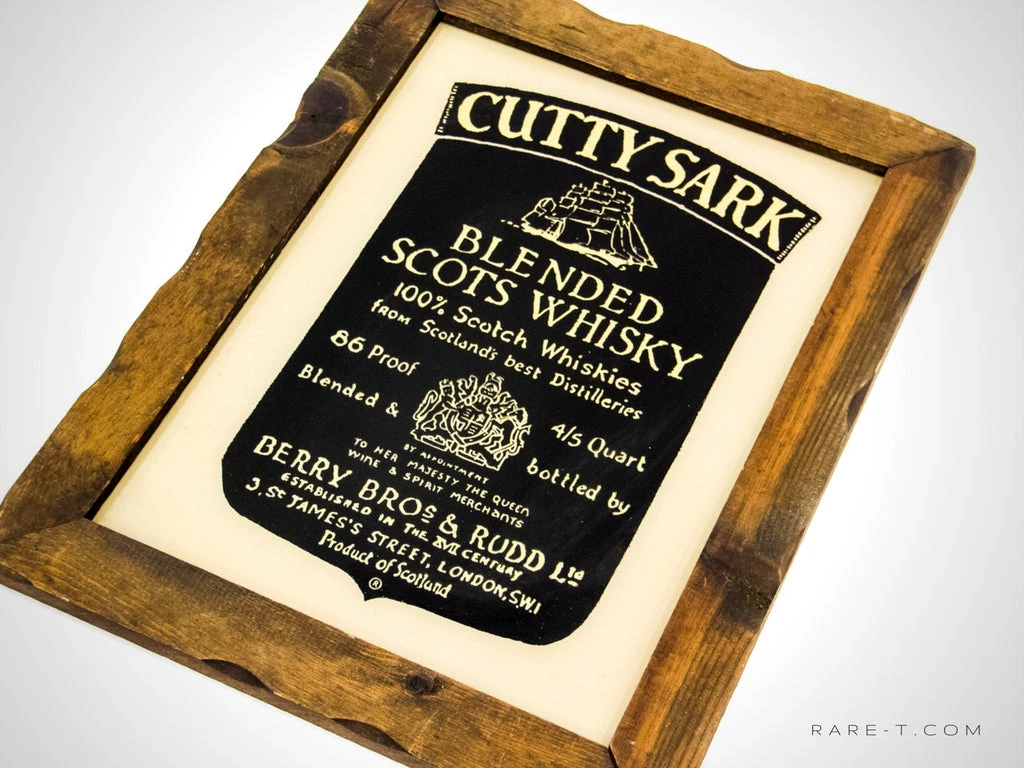 CUTTY SARK
BLENDED
SCOTS WHISKY
100% Scotch Whiskies
from Scotland's best Distilleries
86 Proof
4/5 Quart
Blended &
bottled by
BY APPOINTMENT
TO HER MAJESTY THE QUEEN
WINE & SPIRIT MERCHANTS
BERRY BROS & RUDD Ltd
ESTABLISHED IN THE XVII CENTURY
3, St JAMES'S STREET, LONDON, S.W.1
Product of Scotland
®
RARE-T.COM